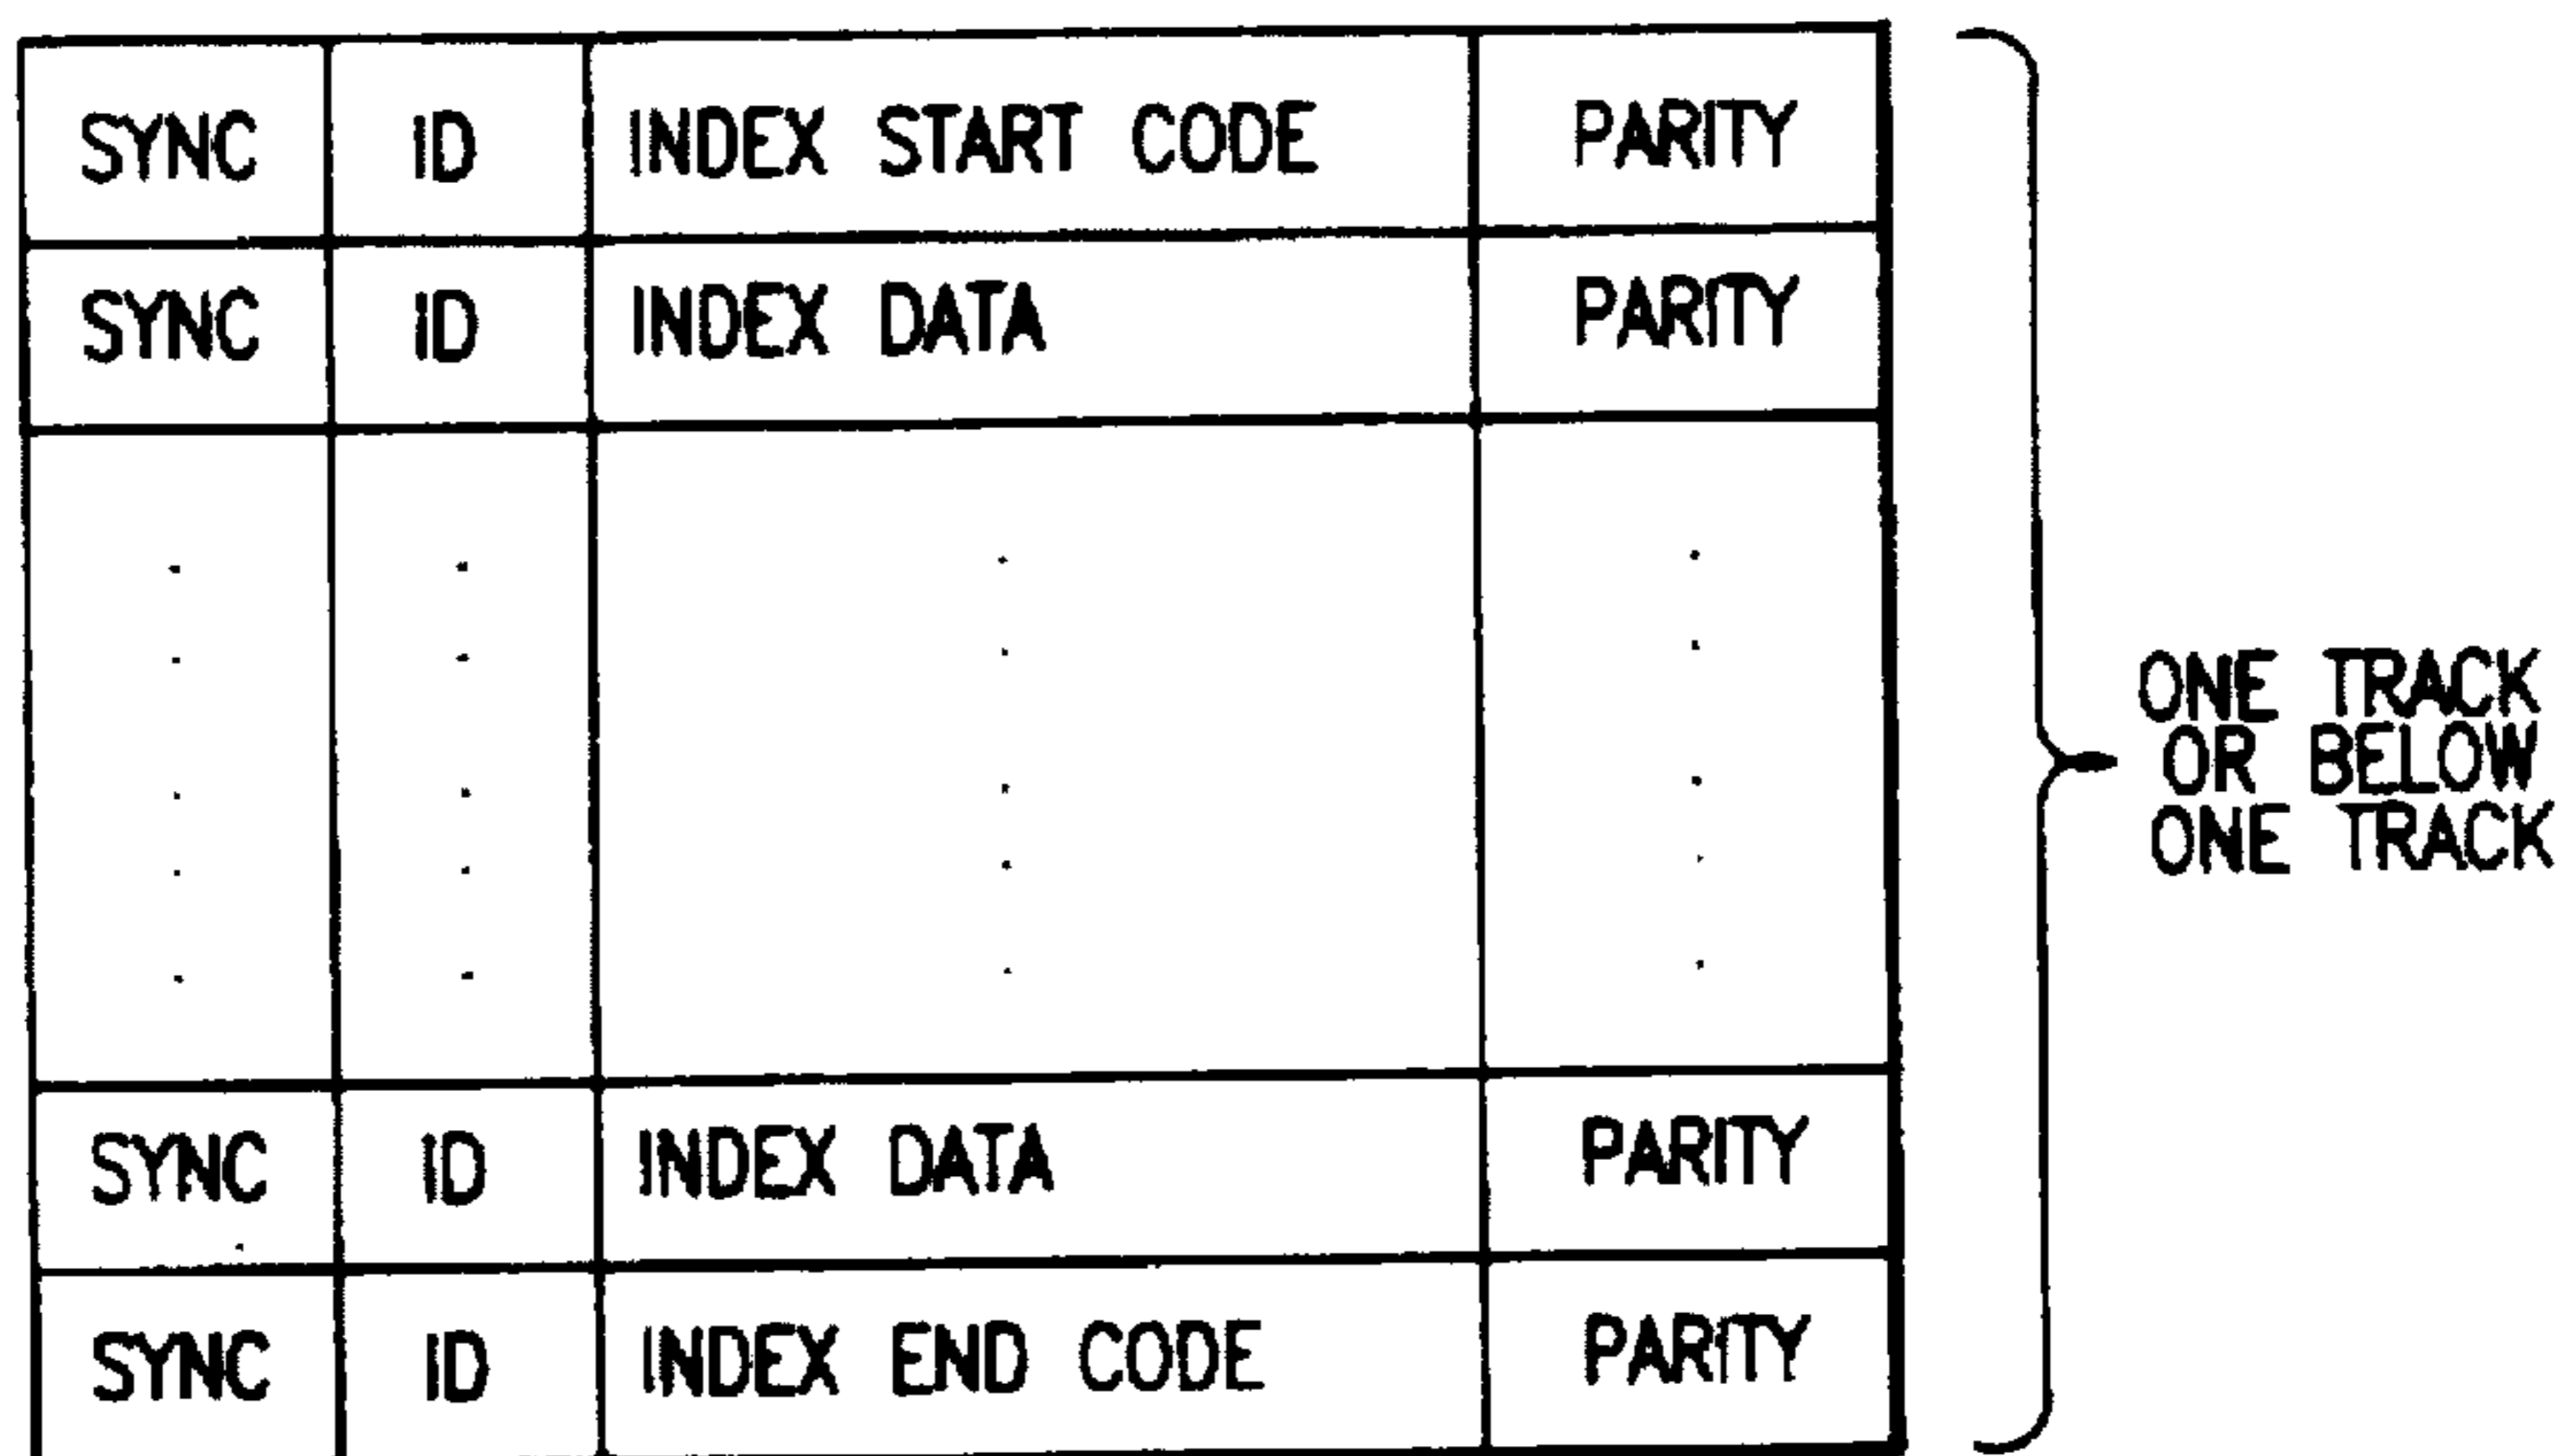 SYNC ID INDEX START CODE PARITY
SYNC ID INDEX DATA PARITY
SYNC ID INDEX DATA PARITY
SYNC ID INDEX END CODE PARITY
ONE TRACK
OR BELOW
ONE TRACK